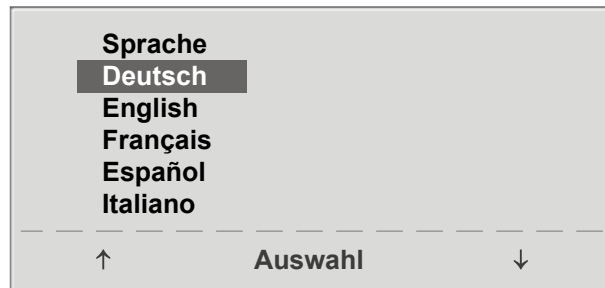 Sprache
Deutsch
English
Français
Español
Italiano
↑ Auswahl ↓